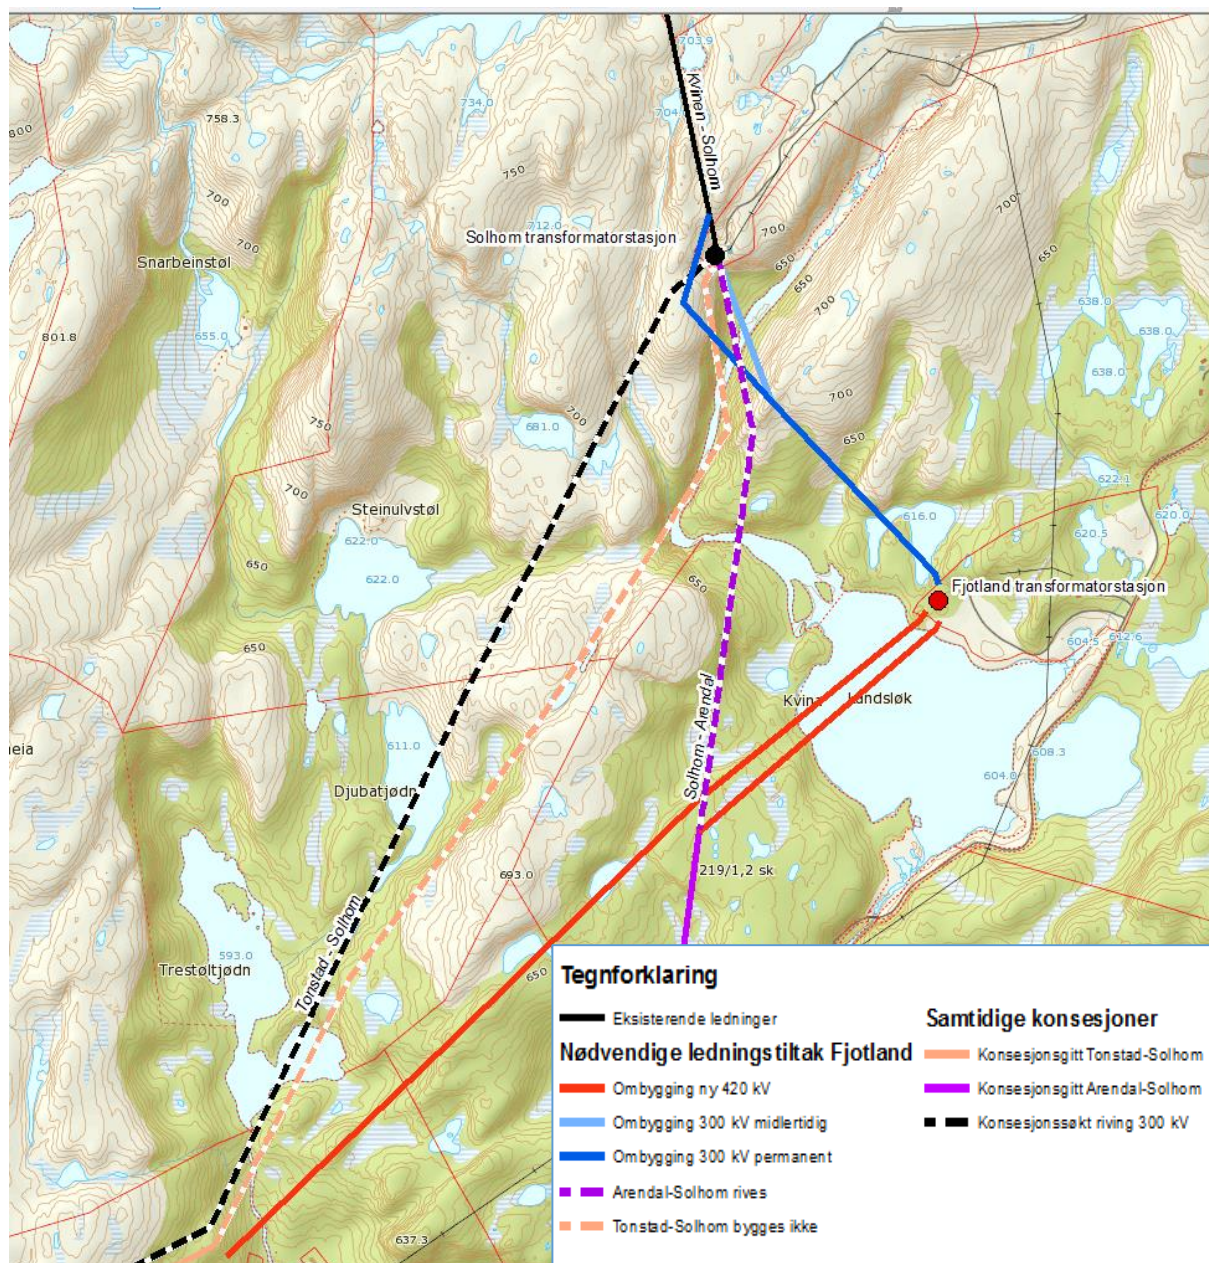 703.9
800
758.3
734.0
704
Kvinen - Solhom
750
700
700
712.0
Solhom transformatorstasjon
700
700
650
650
650
Snarbeinstøl
700
638.0
638.0
801.8
655.0
638.0
700
700
650
681.0
750
622.1
700
Steinulvstøl
616.0
620.0
620.5
622.0
650
622.0
650
Fjotland transformatorstasjon
604.5
612.6
650
Solhom - Arendal
Kvina
Landsløk
neia
611.0
608.3
604.0
Djubatjødn
693.0
219/1,2 sk
Tonstad - Solhom
593.0
Trestøltjødn
650
637.3
Tegnforklaring
Eksisterende ledninger
Nødvendige ledningstiltak Fjotland
Ombygging ny 420 kV
Ombygging 300 kV midlertidig
Ombygging 300 kV permanent
Arendal-Solhom rives
Tonstad-Solhom bygges ikke
Samtidige konsesjoner
Konsesjonsgitt Tonstad-Solhom
Konsesjonsgitt Arendal-Solhom
Konsesjonssøkt riving 300 kV